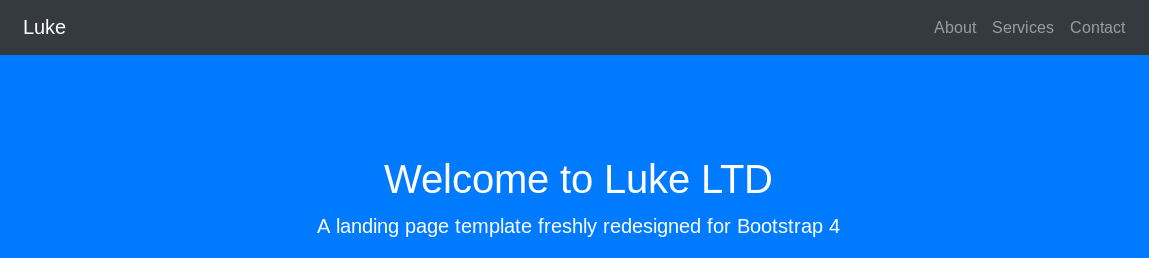 Luke
About Services Contact
Welcome to Luke LTD
A landing page template freshly redesigned for Bootstrap 4